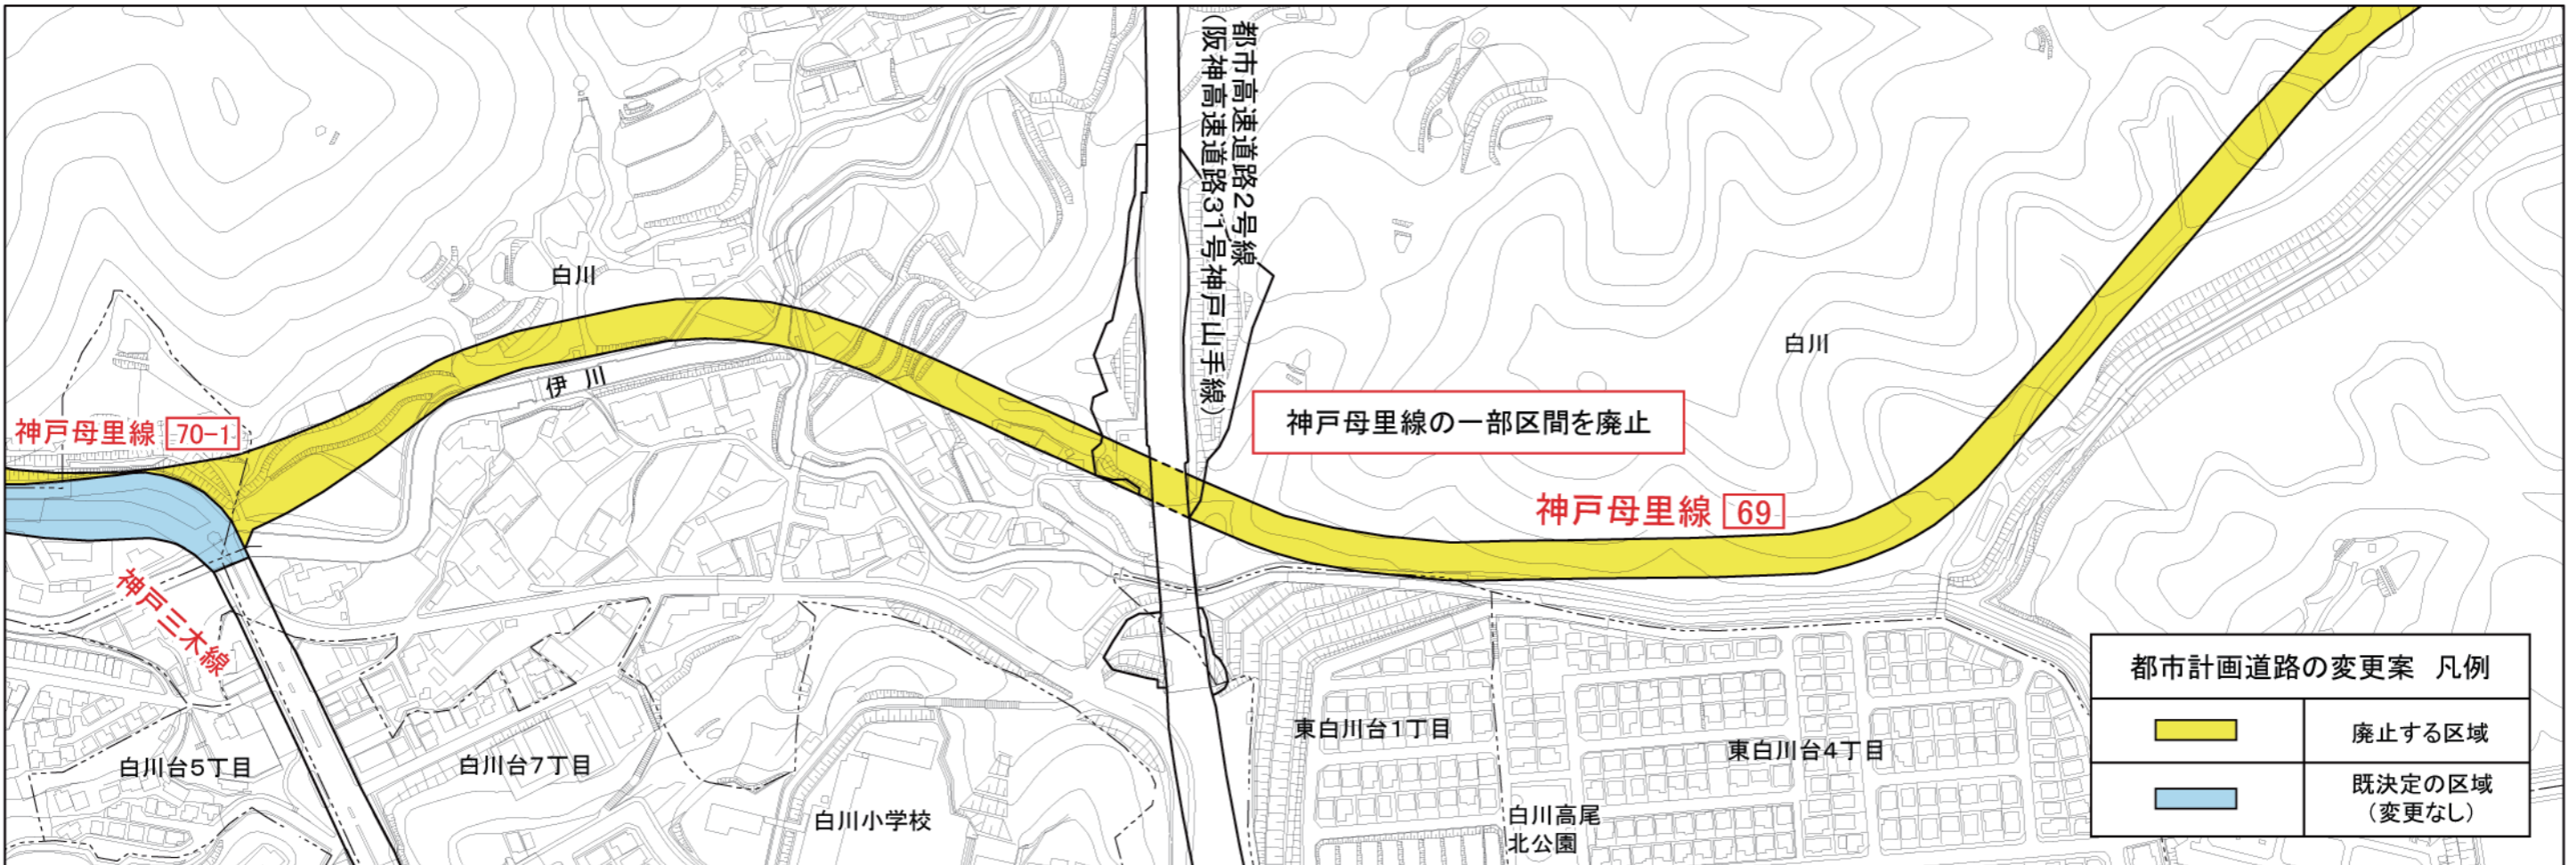 都市高速道路2号線
(阪神高速道路31号神戸山手線)
白川
伊川
白川
神戸母里線 70-1
神戸母里線の一部区間を廃止
神戸母里線 69
神戸三木線
白川台5丁目
白川台7丁目
白川小学校
東白川台1丁目
東白川台4丁目
白川高尾
北公園
都市計画道路の変更案 凡例
廃止する区域
既決定の区域
(変更なし)